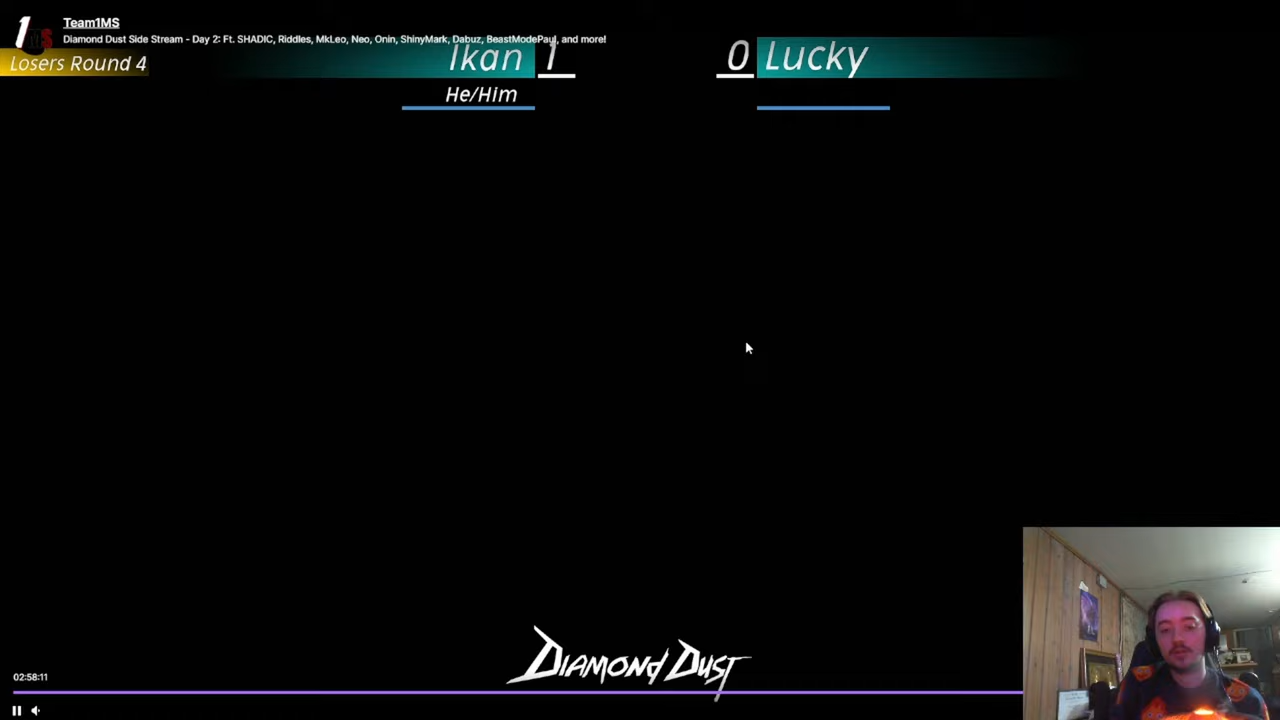 Team1MS
Diamond Dust Side Stream - Day 2: Ft. SHADIC, Riddles, MkLeo, Neo, Onin, ShinyMark, Dabuz, BeastModePaul, and more!
Losers Round 4
Ikan 1
0 Lucky
He/Him
DIAMOND DUST
02:58:11